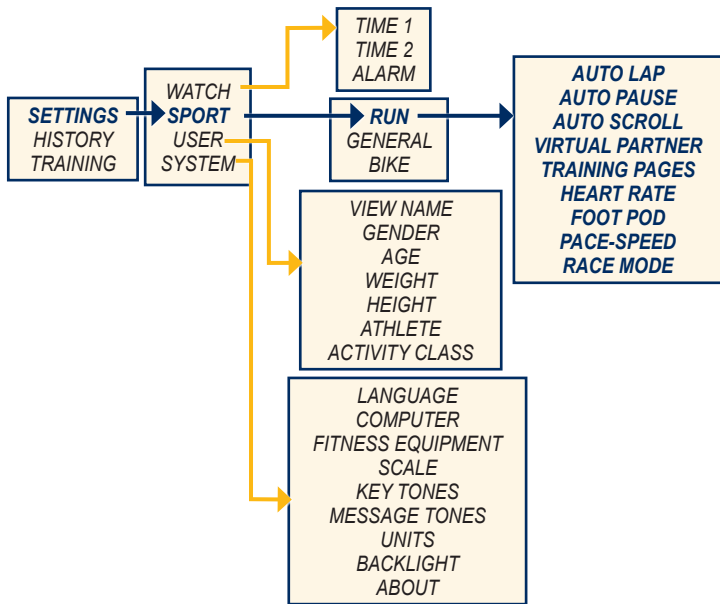 SETTINGS
HISTORY
TRAINING
WATCH
SPORT
USER
SYSTEM
TIME 1
TIME 2
ALARM
RUN
GENERAL
BIKE
AUTO LAP
AUTO PAUSE
AUTO SCROLL
VIRTUAL PARTNER
TRAINING PAGES
HEART RATE
FOOT POD
PACE-SPEED
RACE MODE
VIEW NAME
GENDER
AGE
WEIGHT
HEIGHT
ATHLETE
ACTIVITY CLASS
LANGUAGE
COMPUTER
FITNESS EQUIPMENT
SCALE
KEY TONES
MESSAGE TONES
UNITS
BACKLIGHT
ABOUT